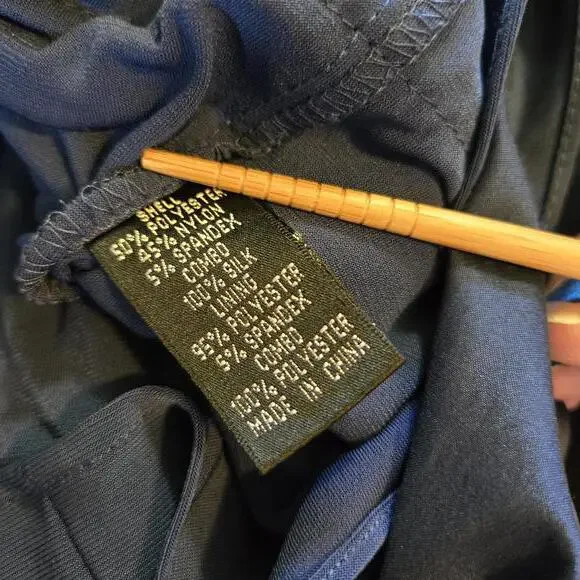 SHELL
50% POLYESTER
45% NYLON
5% SPANDEX
COMBO
100% SILK
LINING
95% POLYESTER
5% SPANDEX
COMBO
100% POLYESTER
MADE IN CHINA